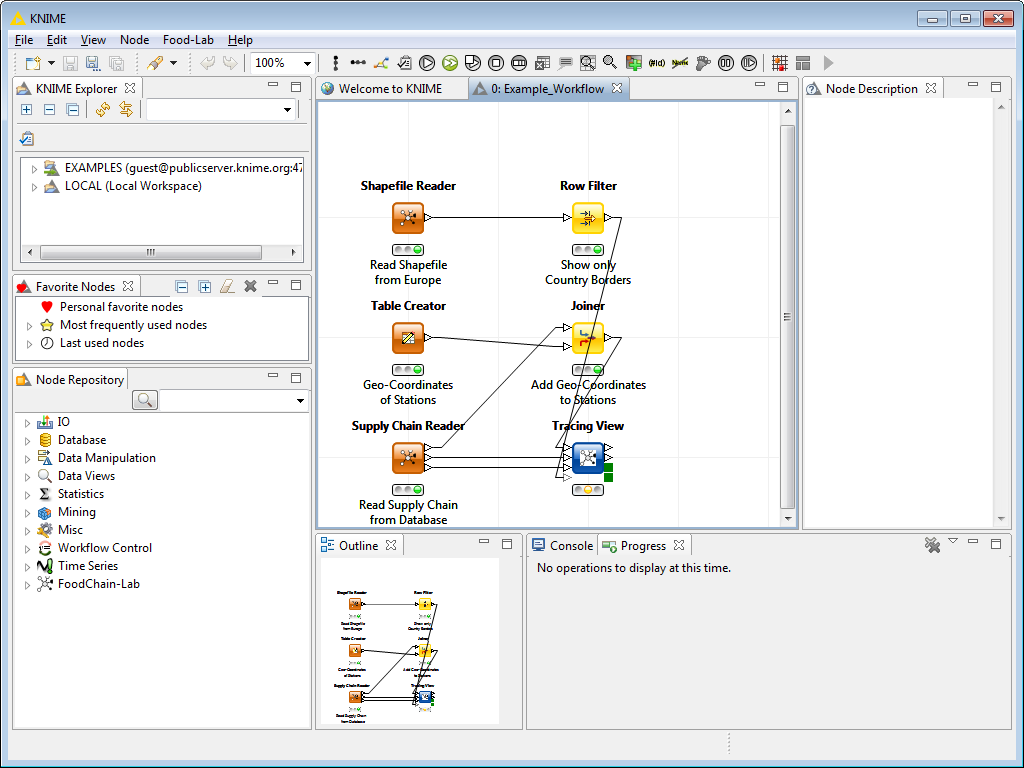 KNIME
File Edit View Node Food-Lab Help
100%
KNIME Explorer
Welcome to KNIME
0: Example_Workflow
Node Description
EXAMPLES (guest@publicserver.knime.org:47
LOCAL (Local Workspace)
Favorite Nodes
Personal favorite nodes
Most frequently used nodes
Last used nodes
Node Repository
IO
Database
Data Manipulation
Data Views
Statistics
Mining
Misc
Workflow Control
Time Series
FoodChain-Lab
Shapefile Reader
Row Filter
Read Shapefile
from Europe
Show only
Country Borders
Table Creator
Joiner
Geo-Coordinates
of Stations
Add Geo-Coordinates
to Stations
Supply Chain Reader
Tracing View
Read Supply Chain
from Database
Outline
Shapefile Reader
Row Filter
Read Shapefile
from Europe
Show only
Country Borders
Table Creator
Joiner
Geo-Coordinates
of Stations
Add Geo-Coordinates
to Stations
Supply Chain Reader
Tracing View
Read Supply Chain
from Database
Console
Progress
No operations to display at this time.